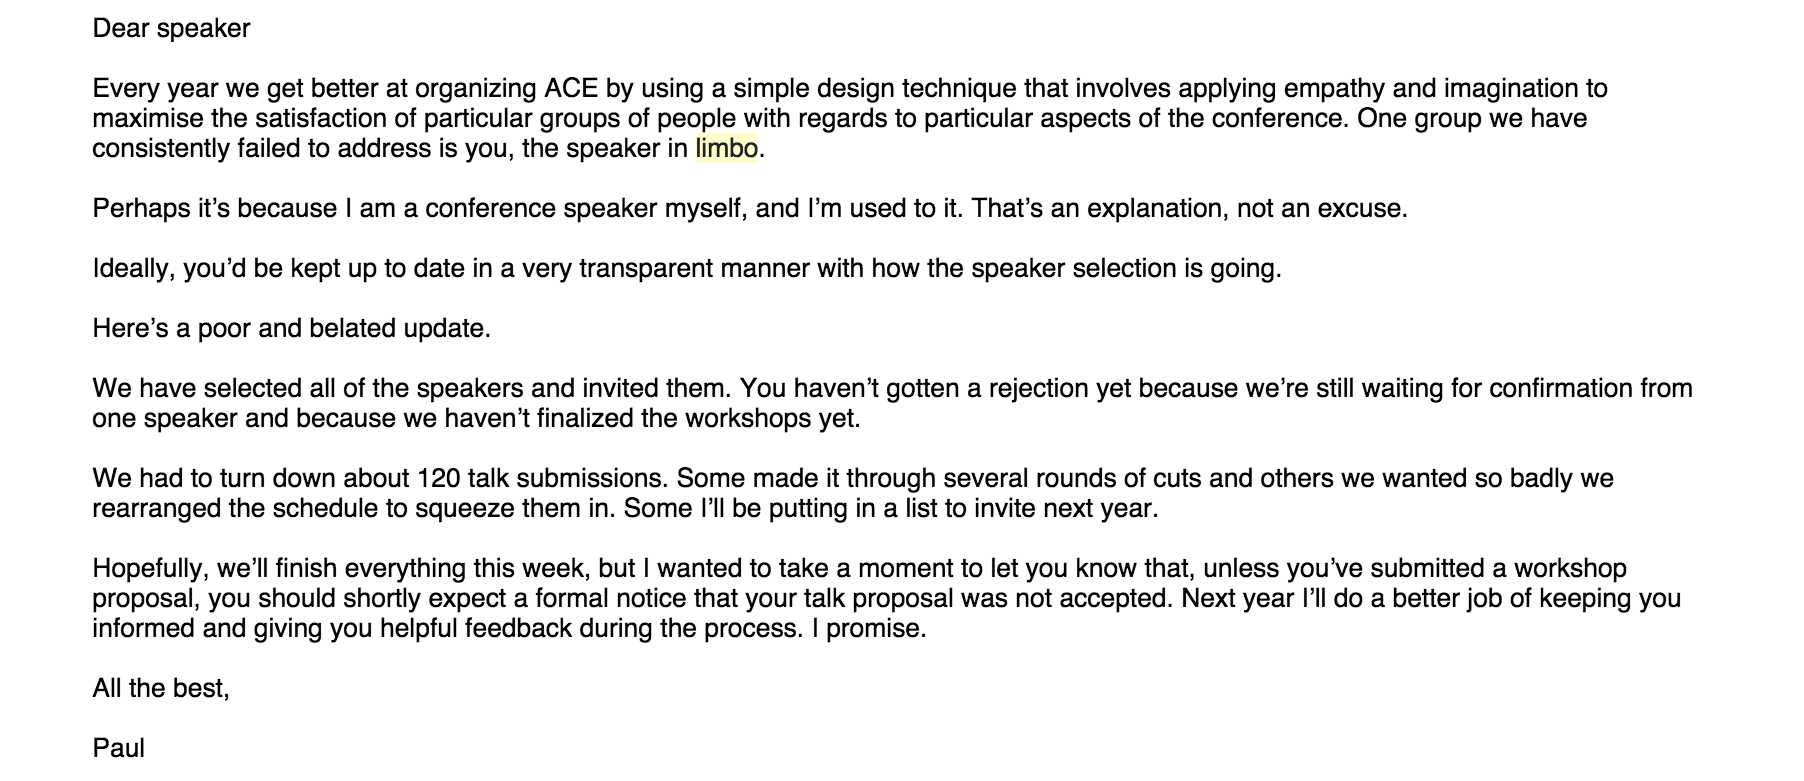 Dear speaker
Every year we get better at organizing ACE by using a simple design technique that involves applying empathy and imagination to
maximise the satisfaction of particular groups of people with regards to particular aspects of the conference. One group we have
consistently failed to address is you, the speaker in limbo.
Perhaps it’s because I am a conference speaker myself, and I’m used to it. That’s an explanation, not an excuse.
Ideally, you’d be kept up to date in a very transparent manner with how the speaker selection is going.
Here’s a poor and belated update.
We have selected all of the speakers and invited them. You haven’t gotten a rejection yet because we’re still waiting for confirmation from
one speaker and because we haven’t finalized the workshops yet.
We had to turn down about 120 talk submissions. Some made it through several rounds of cuts and others we wanted so badly we
rearranged the schedule to squeeze them in. Some I’ll be putting in a list to invite next year.
Hopefully, we’ll finish everything this week, but I wanted to take a moment to let you know that, unless you’ve submitted a workshop
proposal, you should shortly expect a formal notice that your talk proposal was not accepted. Next year I’ll do a better job of keeping you
informed and giving you helpful feedback during the process. I promise.
All the best,
Paul